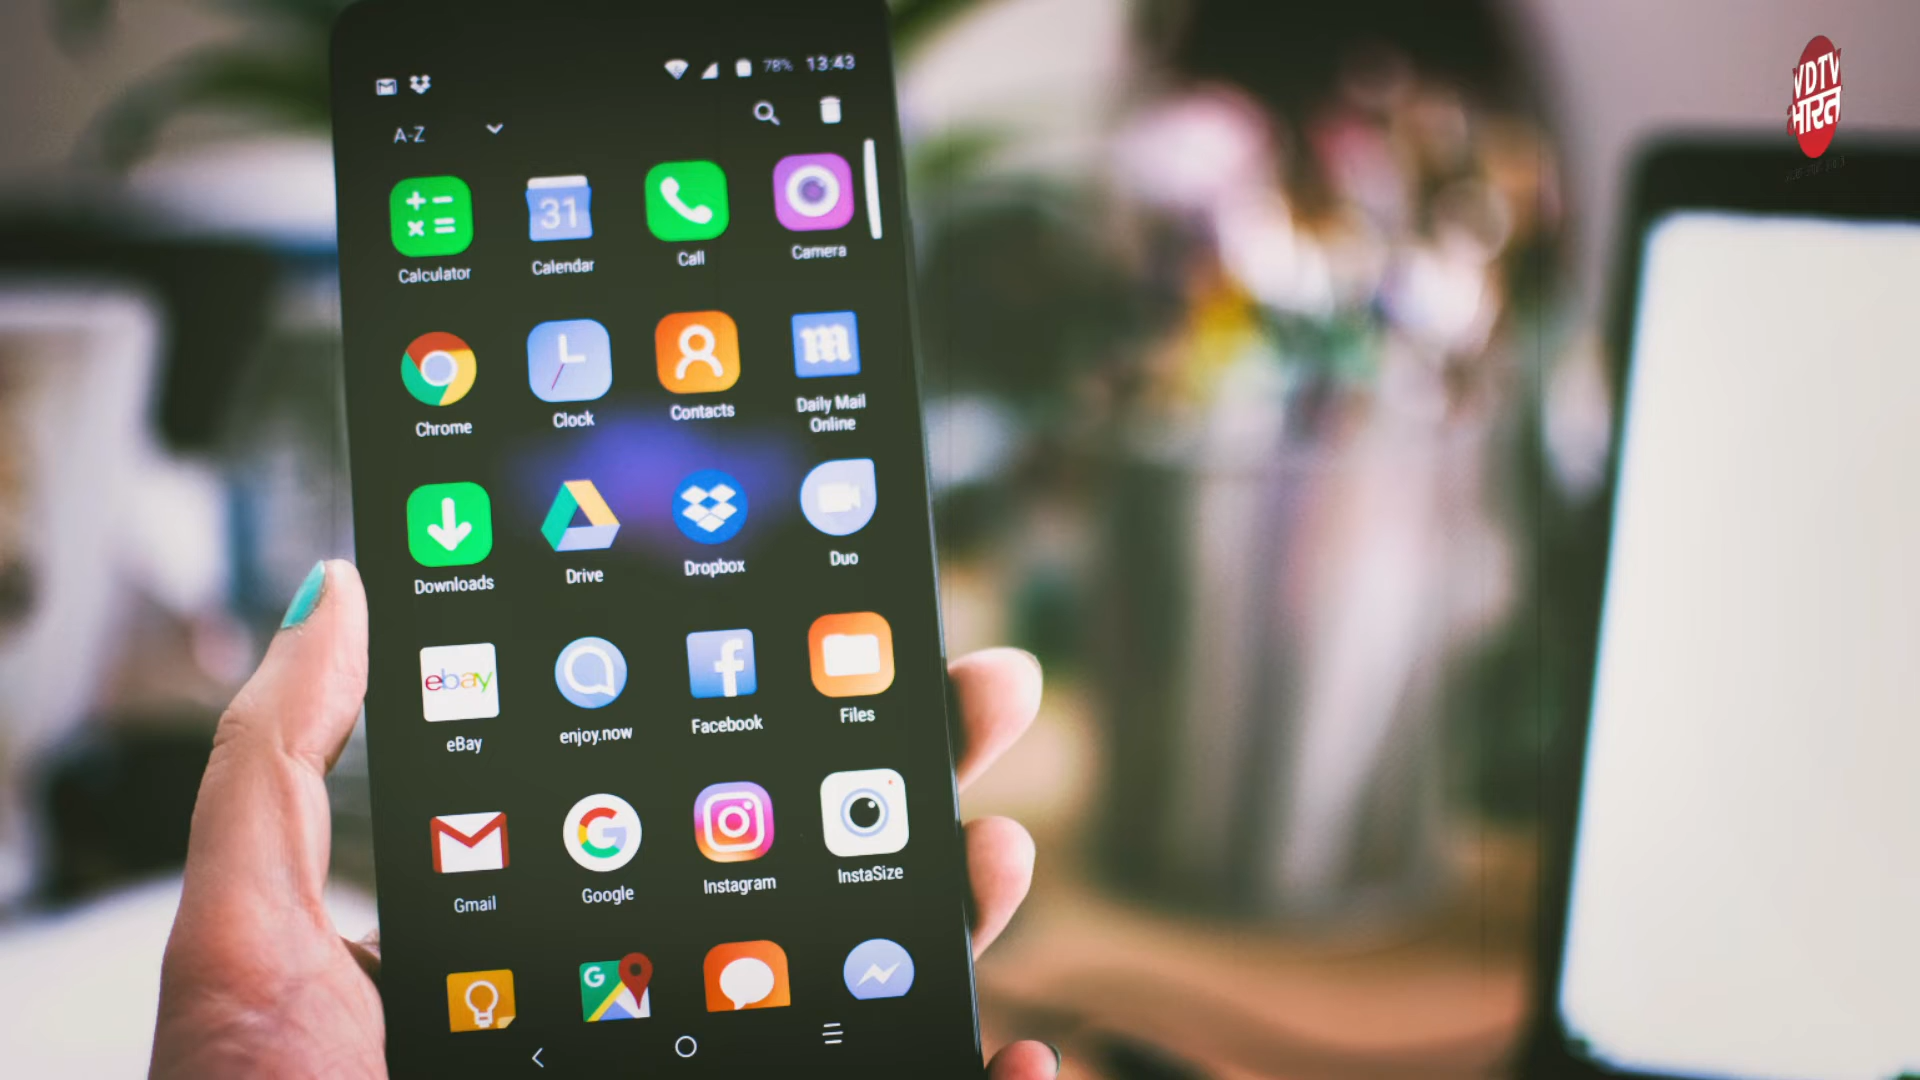 78% 13:43
A-Z
Calculator
31
Calendar
Call
Camera
Chrome
Clock
Contacts
m
Daily Mail
Online
Downloads
Drive
Dropbox
Duo
ebay
eBay
enjoy.now
f
Facebook
Files
Gmail
G
Google
Instagram
InstaSize
G
VDTV
भारत